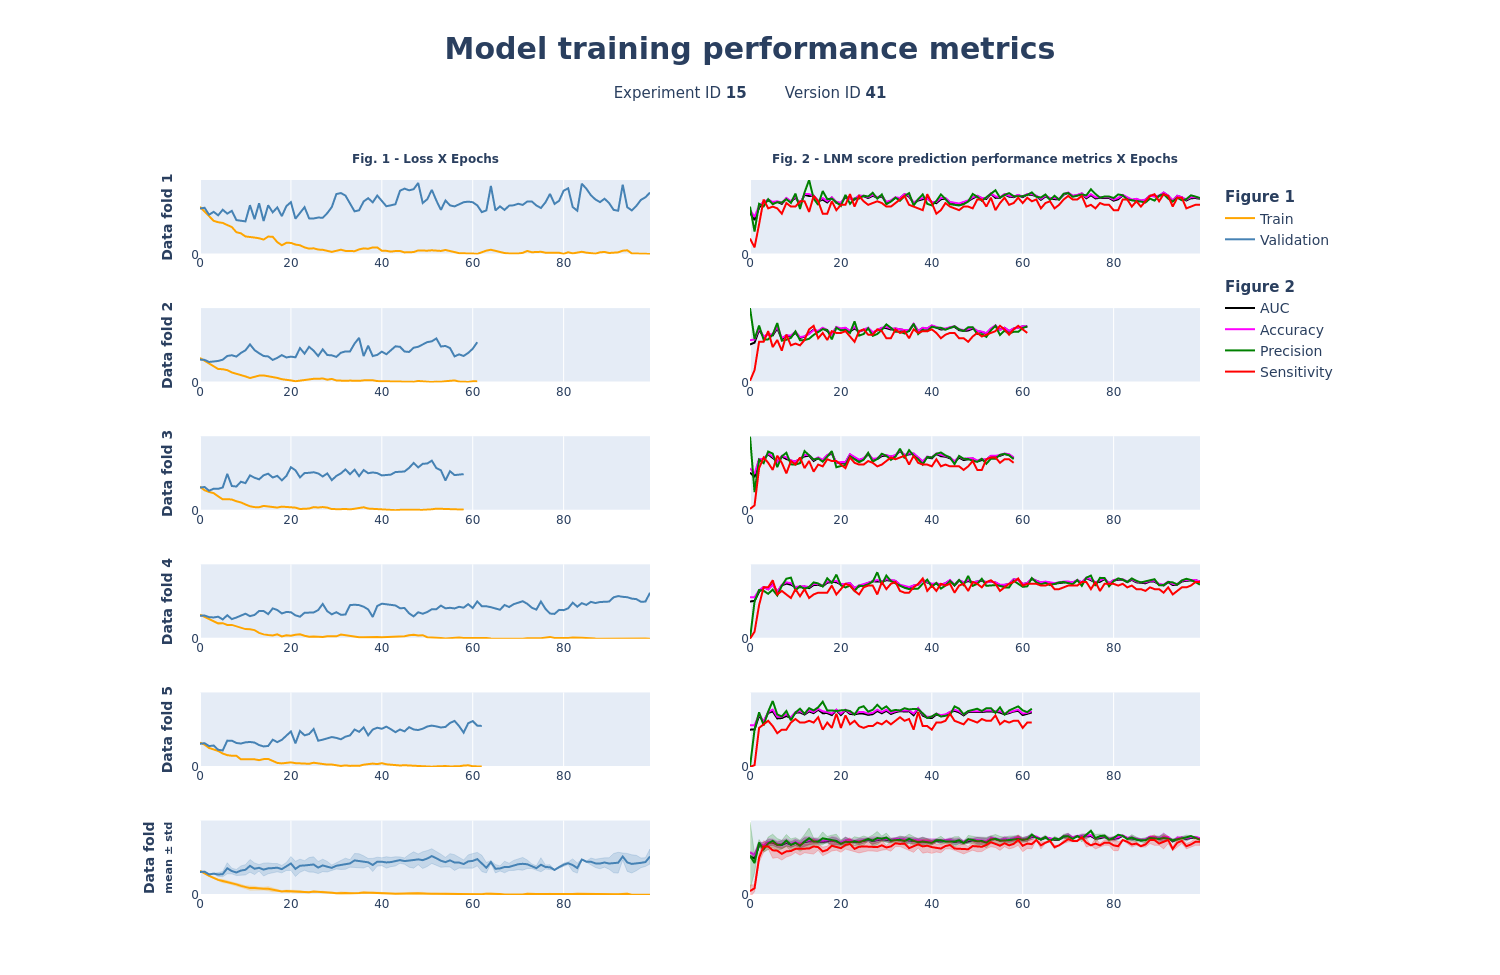 Model training performance metrics
Experiment ID 15 Version ID 41
Fig. 1 - Loss X Epochs
Fig. 2 - LNM score prediction performance metrics X Epochs
Data fold 1
0
0 20 40 60 80
0
0 20 40 60 80
Figure 1
Train
Validation
Figure 2
AUC
Accuracy
Precision
Sensitivity
Data fold 2
0
0 20 40 60 80
0
0 20 40 60 80
Data fold 3
0
0 20 40 60 80
0
0 20 40 60 80
Data fold 4
0
0 20 40 60 80
0
0 20 40 60 80
Data fold 5
0
0 20 40 60 80
0
0 20 40 60 80
Data fold
mean ± std
0
0 20 40 60 80
0
0 20 40 60 80